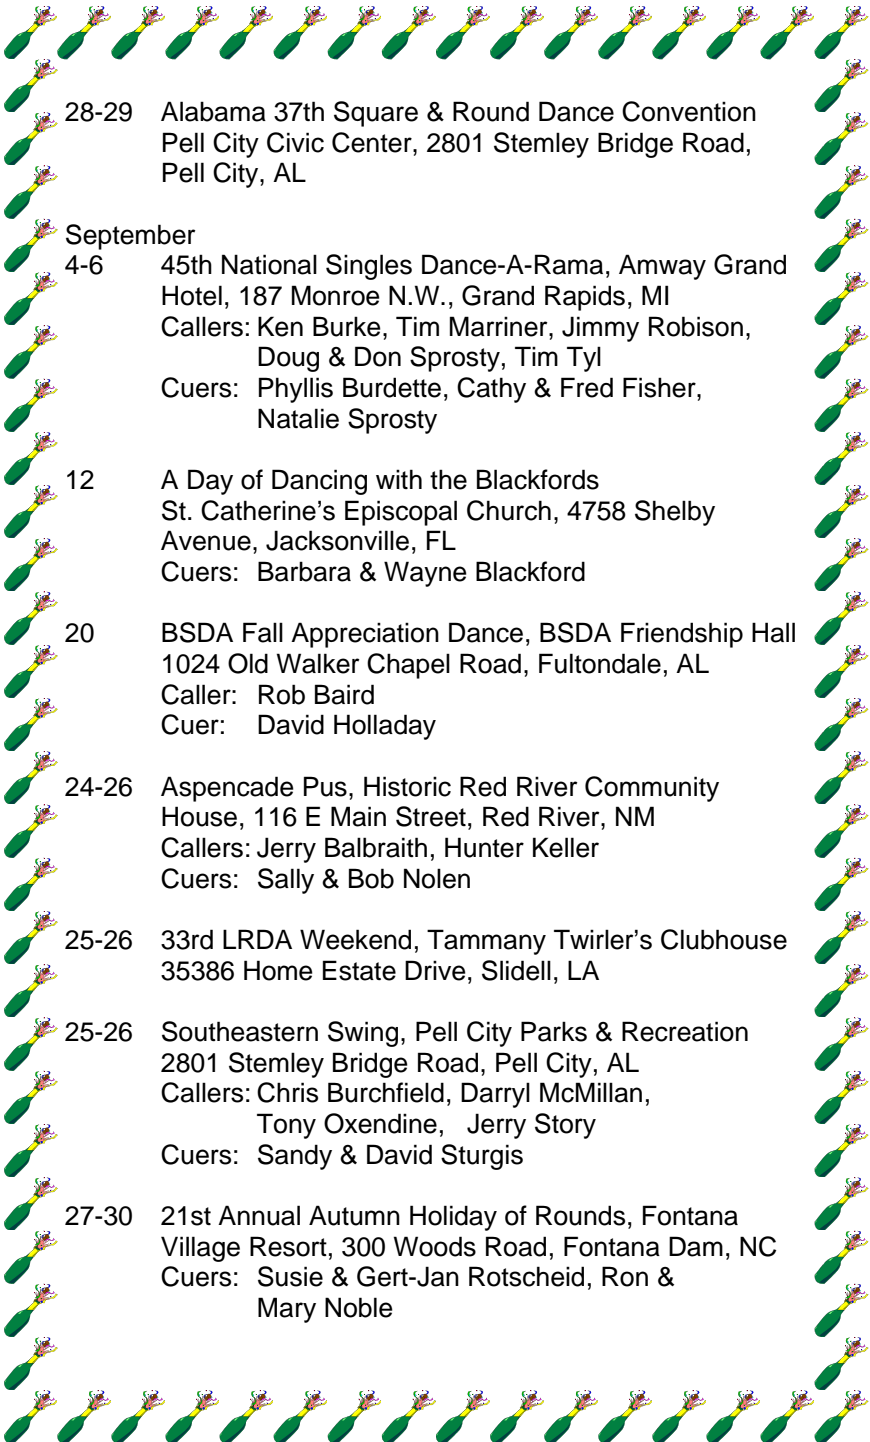 28-29 Alabama 37th Square & Round Dance Convention
Pell City Civic Center, 2801 Stemley Bridge Road,
Pell City, AL
September
4-6 45th National Singles Dance-A-Rama, Amway Grand
Hotel, 187 Monroe N.W., Grand Rapids, MI
Callers: Ken Burke, Tim Marriner, Jimmy Robison,
Doug & Don Sprosty, Tim Tyl
Cuers: Phyllis Burdette, Cathy & Fred Fisher,
Natalie Sprosty
12 A Day of Dancing with the Blackfords
St. Catherine’s Episcopal Church, 4758 Shelby
Avenue, Jacksonville, FL
Cuers: Barbara & Wayne Blackford
20 BSDA Fall Appreciation Dance, BSDA Friendship Hall
1024 Old Walker Chapel Road, Fultondale, AL
Caller: Rob Baird
Cuer: David Holladay
24-26 Aspencade Pus, Historic Red River Community
House, 116 E Main Street, Red River, NM
Callers: Jerry Balbraith, Hunter Keller
Cuers: Sally & Bob Nolen
25-26 33rd LRDA Weekend, Tammany Twirler’s Clubhouse
35386 Home Estate Drive, Slidell, LA
25-26 Southeastern Swing, Pell City Parks & Recreation
2801 Stemley Bridge Road, Pell City, AL
Callers: Chris Burchfield, Darryl McMillan,
Tony Oxendine, Jerry Story
Cuers: Sandy & David Sturgis
27-30 21st Annual Autumn Holiday of Rounds, Fontana
Village Resort, 300 Woods Road, Fontana Dam, NC
Cuers: Susie & Gert-Jan Rotscheid, Ron &
Mary Noble